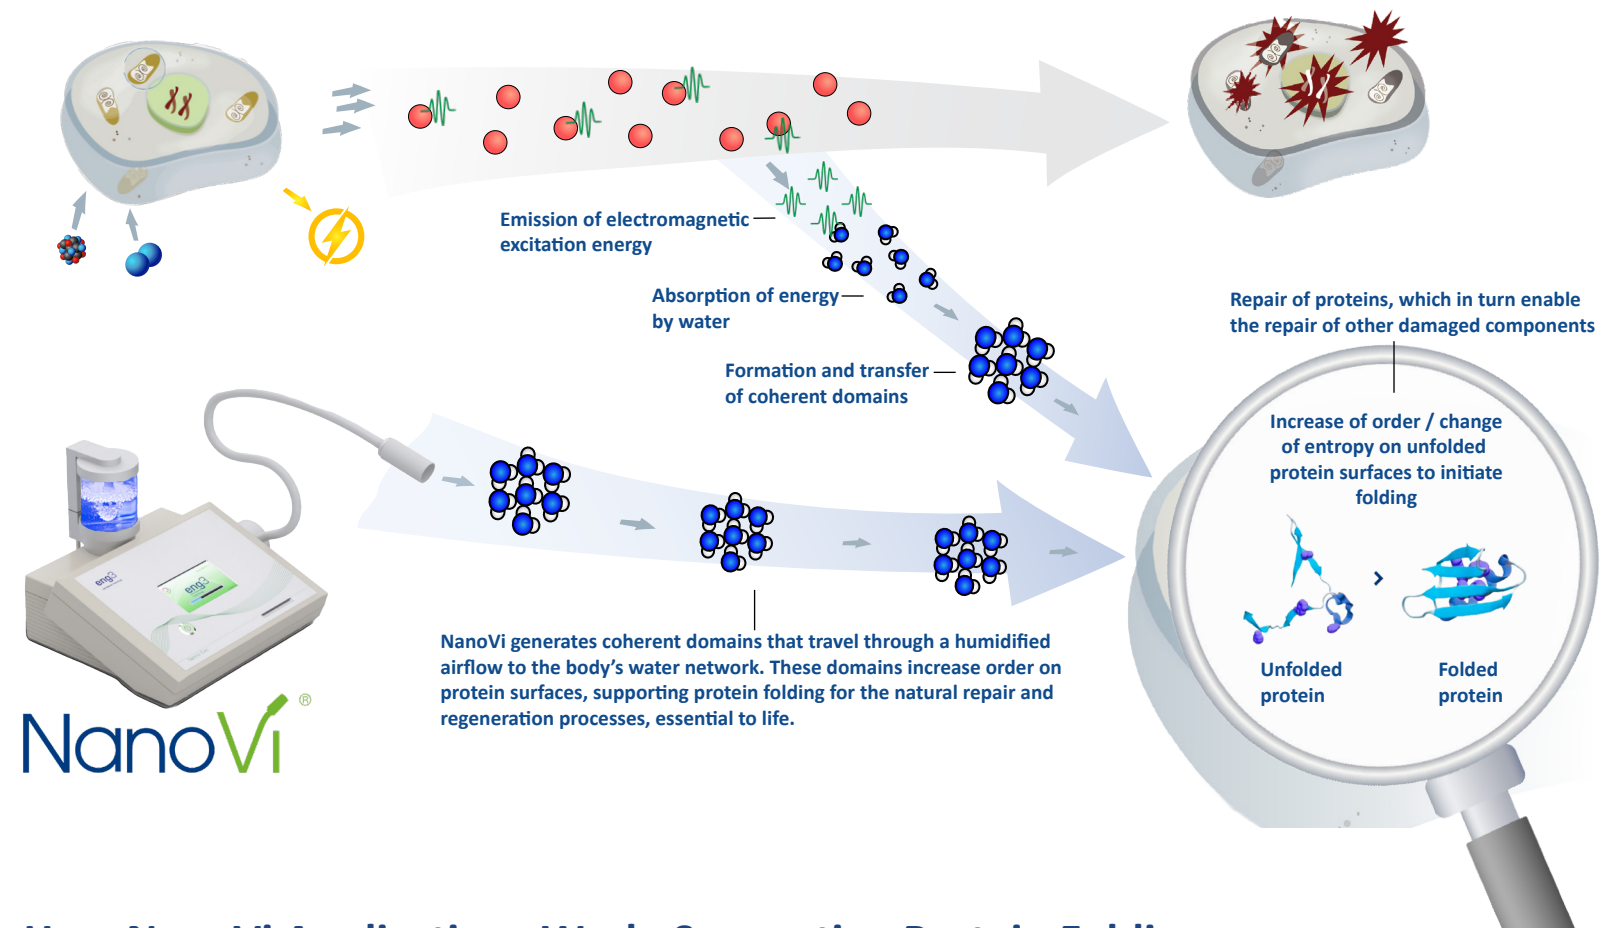 Emission of electromagnetic
excitation energy
Absorption of energy
by water
Formation and transfer
of coherent domains
Repair of proteins, which in turn enable
the repair of other damaged components
Increase of order / change
of entropy on unfolded
protein surfaces to initiate
folding
Unfolded
protein
Folded
protein
eng3
eng3
NanoVi generates coherent domains that travel through a humidified
airflow to the body’s water network. These domains increase order on
protein surfaces, supporting protein folding for the natural repair and
regeneration processes, essential to life.
NanoVi®